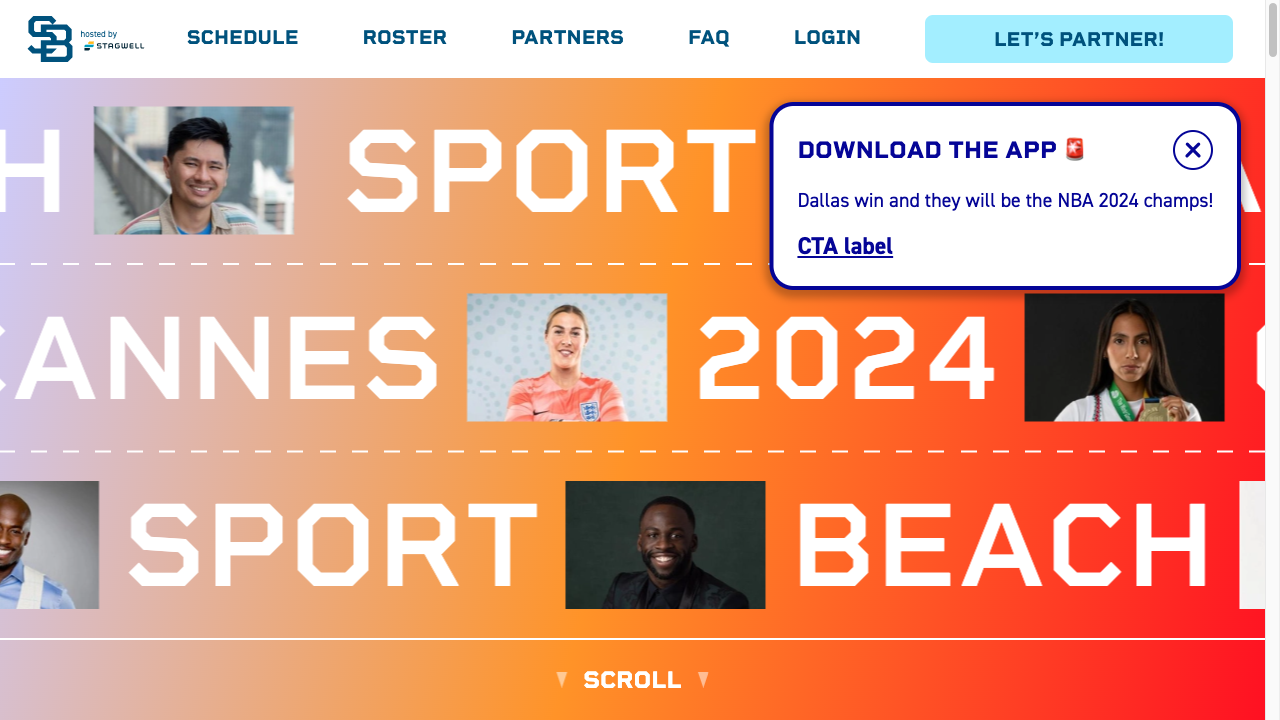 SB hosted by
STAGWELL
SCHEDULE ROSTER PARTNERS FAQ LOGIN LET’S PARTNER!
H SPORT
DOWNLOAD THE APP 🚨
Dallas win and they will be the NBA 2024 champs!
CTA label
CANNES 2024
SPORT BEACH
SCROLL